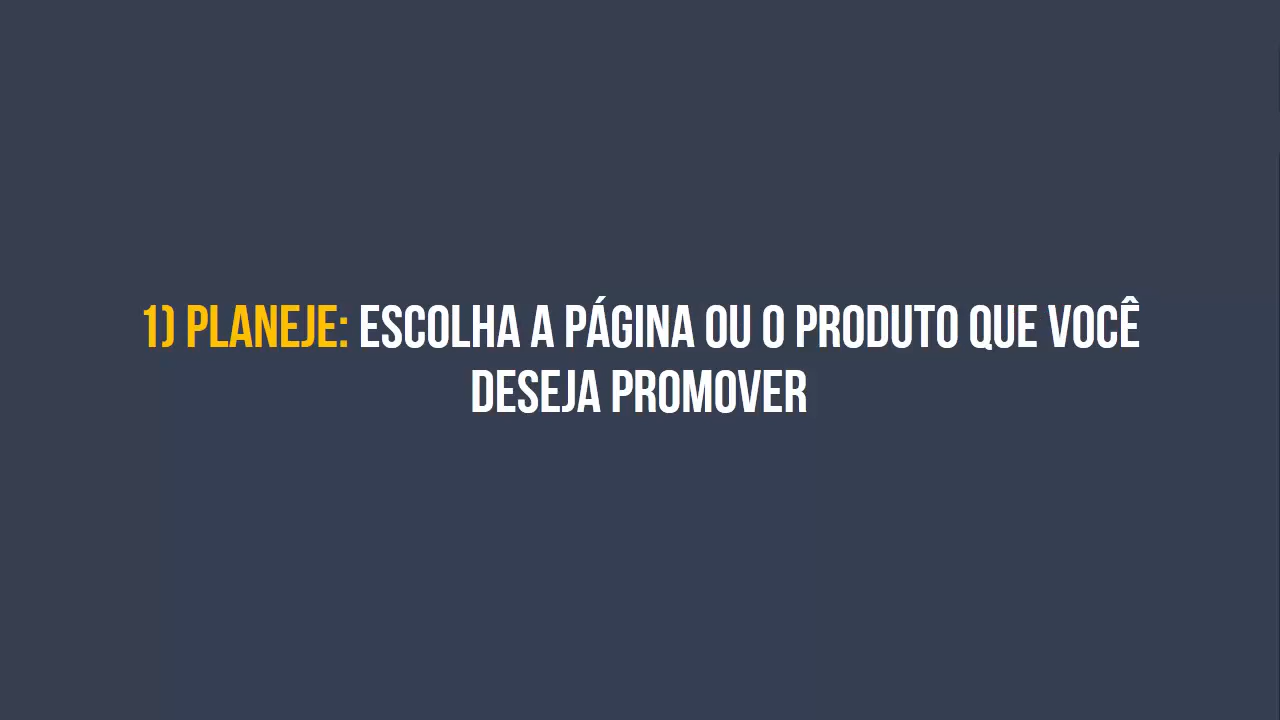 1) PLANEJE: ESCOLHA A PÁGINA OU O PRODUTO QUE VOCÊ
DESEJA PROMOVER